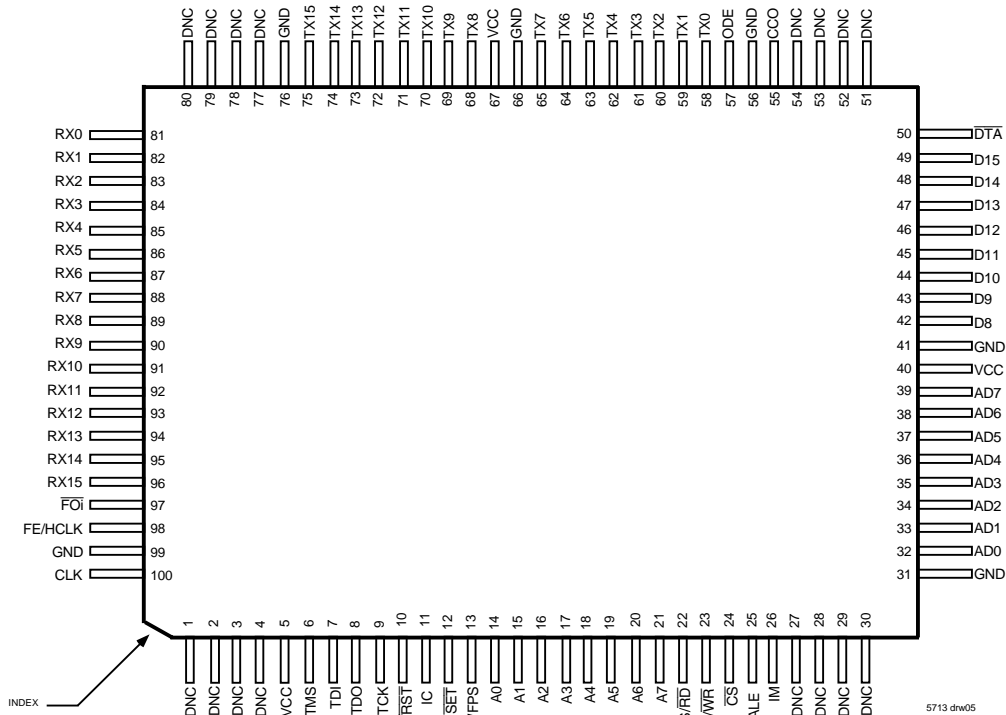 DNC DNC DNC DNC GND TX15 TX14 TX13 TX12 TX11 TX10 TX9 TX8 VCC GND TX7 TX6 TX5 TX4 TX3 TX2 TX1 TX0 ODE GND CCO DNC DNC DNC DNC
80 79 78 77 76 75 74 73 72 71 70 69 68 67 66 65 64 63 62 61 60 59 58 57 56 55 54 53 52 51
RX0 81 50 D̅T̅A̅
RX1 82 49 D15
RX2 83 48 D14
RX3 84 47 D13
RX4 85 46 D12
RX5 86 45 D11
RX6 87 44 D10
RX7 88 43 D9
RX8 89 42 D8
RX9 90 41 GND
RX10 91 40 VCC
RX11 92 39 AD7
RX12 93 38 AD6
RX13 94 37 AD5
RX14 95 36 AD4
RX15 96 35 AD3
F̅O̅i̅ 97 34 AD2
FE/HCLK 98 33 AD1
GND 99 32 AD0
CLK 100 31 GND
1 2 3 4 5 6 7 8 9 10 11 12 13 14 15 16 17 18 19 20 21 22 23 24 25 26 27 28 29 30
DNC DNC DNC DNC VCC TMS TDI TDO TCK R̅S̅T̅ IC S̅E̅T̅ /FPS A0 A1 A2 A3 A4 A5 A6 A7 S/R̅D̅ /W̅R̅ C̅S̅ ALE IM DNC DNC DNC DNC
INDEX
5713 drw05